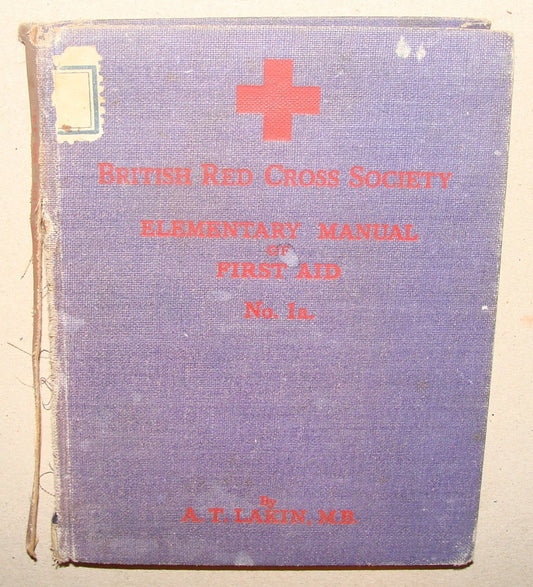 BRITISH RED CROSS SOCIETY
ELEMENTARY MANUAL
OF
FIRST AID
No. 1a.
By
A. T. LAKIN, M.B.